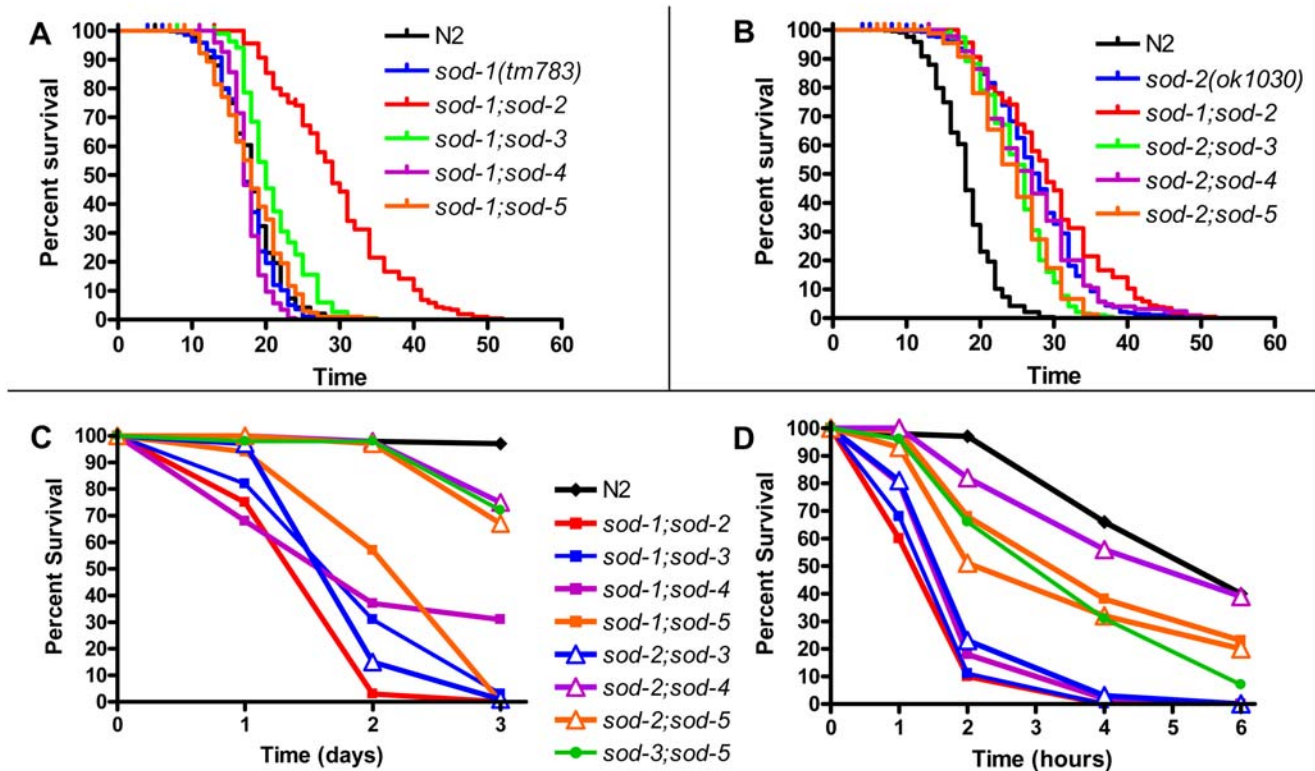 A
Percent survival
100
90
80
70
60
50
40
30
20
10
0
0 10 20 30 40 50 60
Time
N2
sod-1(tm783)
sod-1;sod-2
sod-1;sod-3
sod-1;sod-4
sod-1;sod-5
B
Percent survival
100
90
80
70
60
50
40
30
20
10
0
0 10 20 30 40 50 60
Time
N2
sod-2(ok1030)
sod-1;sod-2
sod-2;sod-3
sod-2;sod-4
sod-2;sod-5
C
Percent Survival
100
90
80
70
60
50
40
30
20
10
0
0 1 2 3
Time (days)
N2
sod-1;sod-2
sod-1;sod-3
sod-1;sod-4
sod-1;sod-5
sod-2;sod-3
sod-2;sod-4
sod-2;sod-5
sod-3;sod-5
D
Percent Survival
100
90
80
70
60
50
40
30
20
10
0
0 1 2 3 4 5 6
Time (hours)